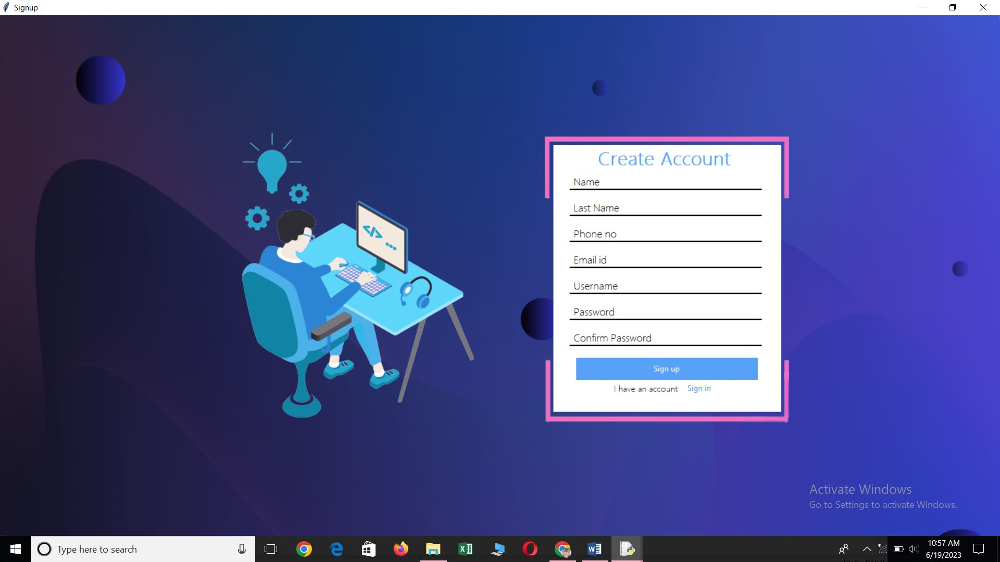 Signup
Create Account
Name
Last Name
Phone no
Email id
Username
Password
Confirm Password
Sign up
I have an account Sign in
</>
...
Activate Windows
Go to Settings to activate Windows.
Type here to search
10:57 AM
6/19/2023